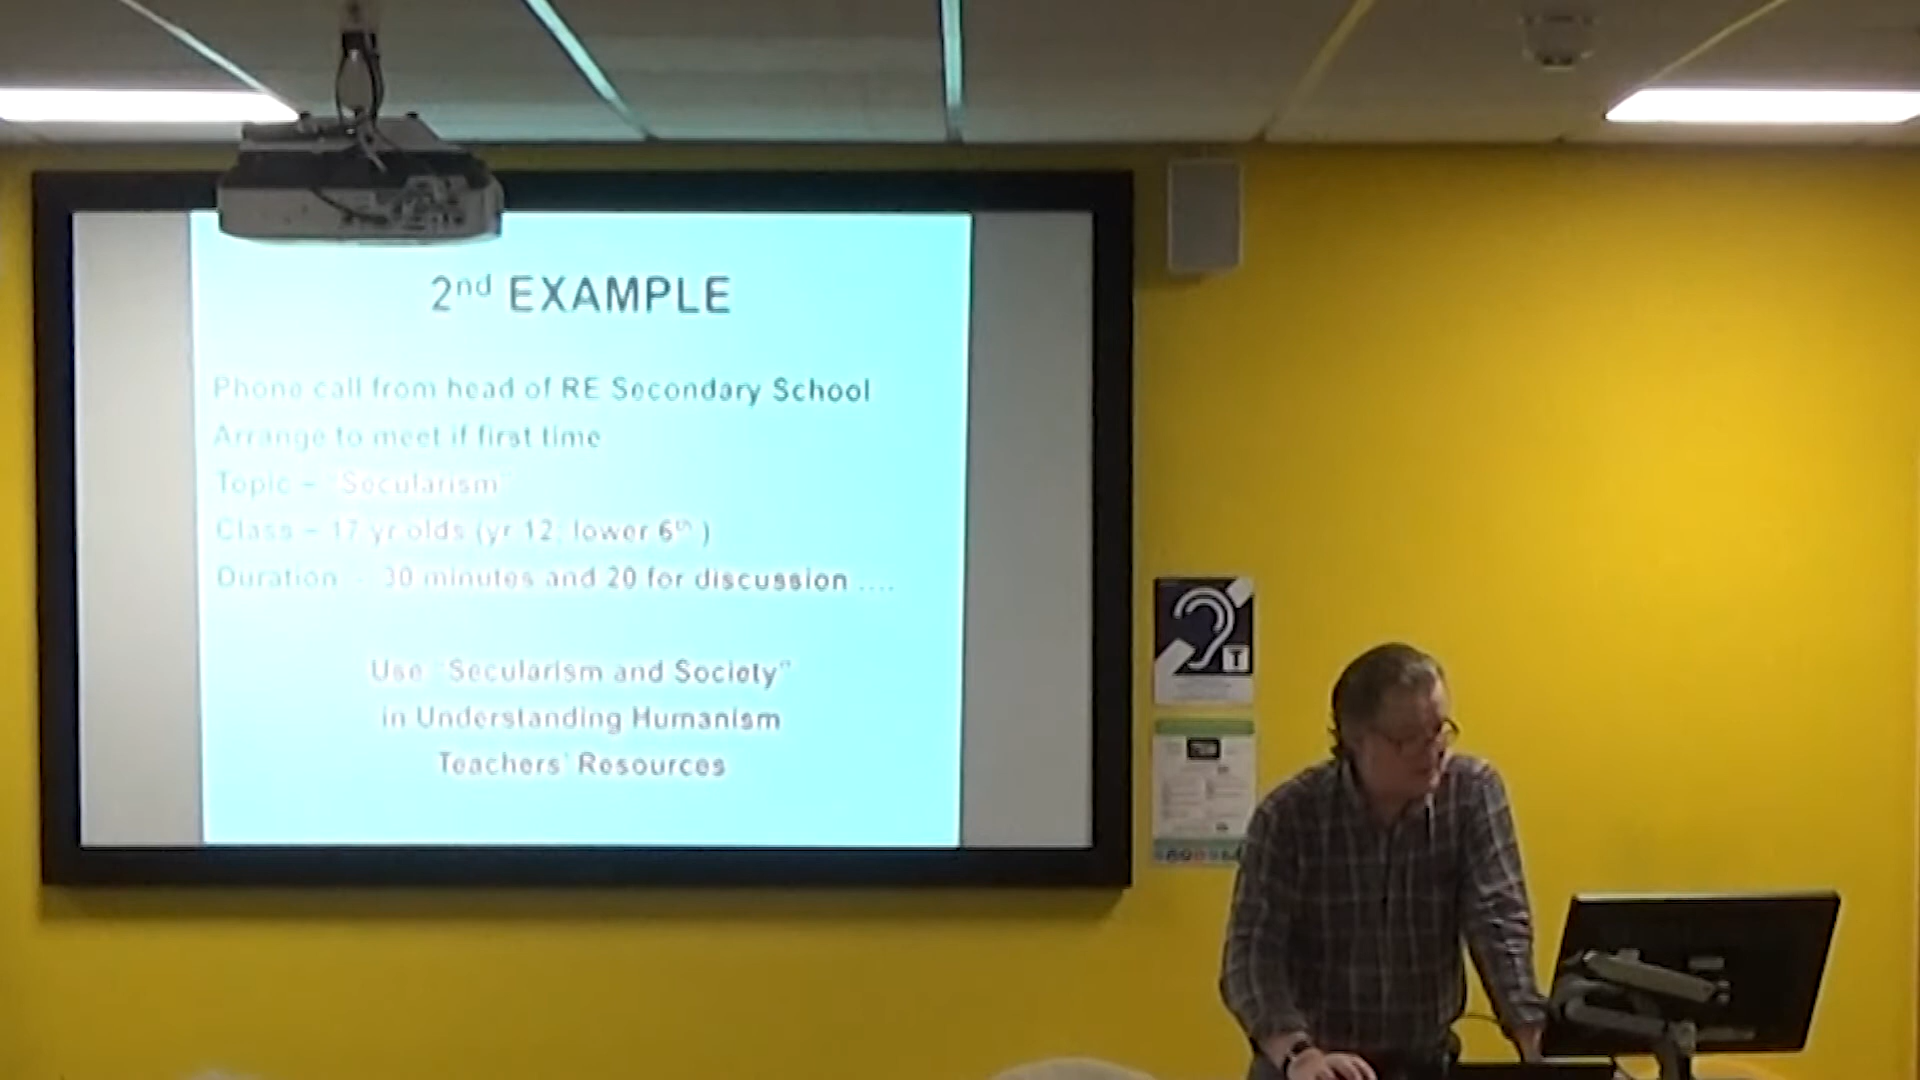 2nd EXAMPLE
Phone call from head of RE Secondary School
Arrange to meet if first time
Topic – "Secularism"
Class – 17 yr olds (yr 12, lower 6th )
Duration – 30 minutes and 20 for discussion ....
Use "Secularism and Society"
in Understanding Humanism
Teachers' Resources
T